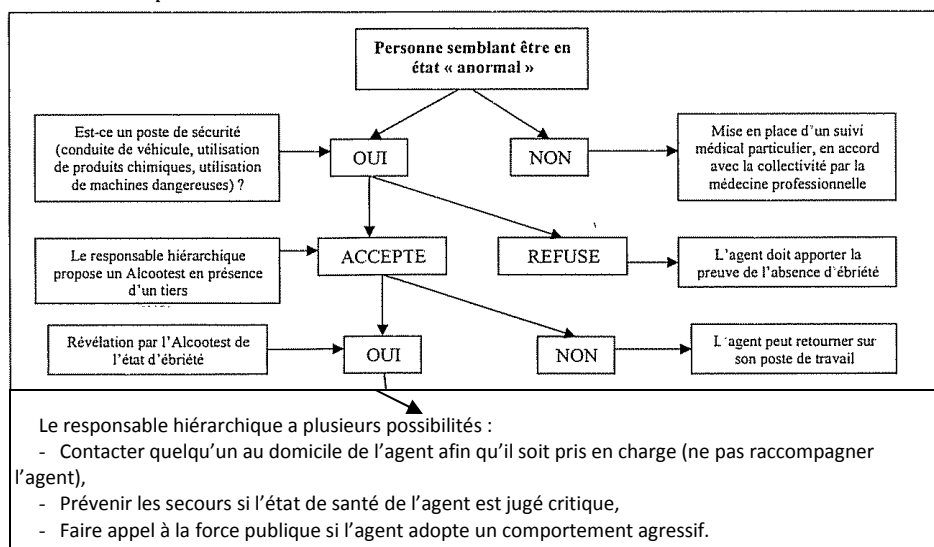 Personne semblant être en
état « anormal »
Est-ce un poste de sécurité
(conduite de véhicule, utilisation
de produits chimiques, utilisation
de machines dangereuses) ?
OUI
NON
Mise en place d'un suivi
médical particulier, en accord
avec la collectivité par la
médecine professionnelle
Le responsable hiérarchique
propose un Alcootest en présence
d'un tiers
ACCEPTE
REFUSE
L'agent doit apporter la
preuve de l'absence d'ébriété
Révélation par l'Alcootest de
l'état d'ébriété
OUI
NON
L'agent peut retourner sur
son poste de travail
Le responsable hiérarchique a plusieurs possibilités :
- Contacter quelqu'un au domicile de l'agent afin qu'il soit pris en charge (ne pas raccompagner
l'agent),
- Prévenir les secours si l'état de santé de l'agent est jugé critique,
- Faire appel à la force publique si l'agent adopte un comportement agressif.